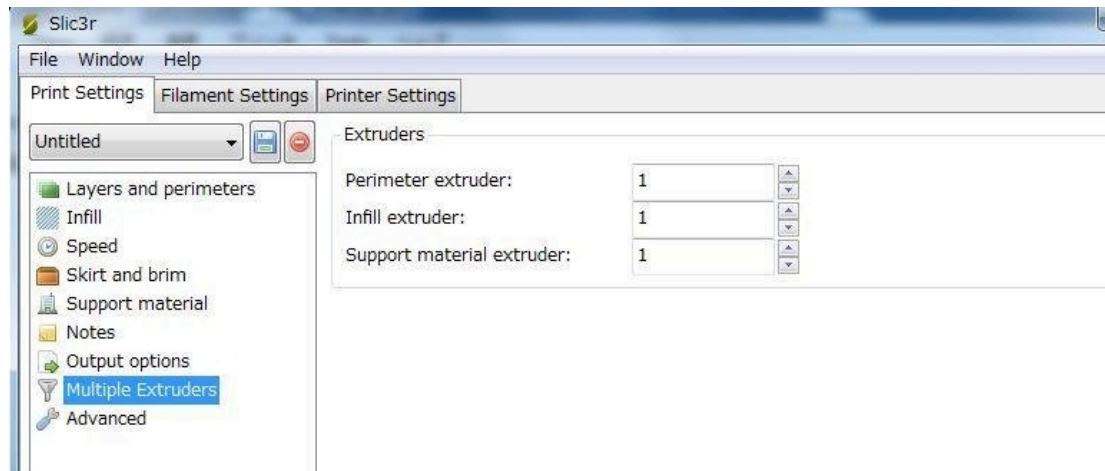 Slic3r
File Window Help
Print Settings Filament Settings Printer Settings
Untitled
Layers and perimeters
Infill
Speed
Skirt and brim
Support material
Notes
Output options
Multiple Extruders
Advanced
Extruders
Perimeter extruder: 1
Infill extruder: 1
Support material extruder: 1